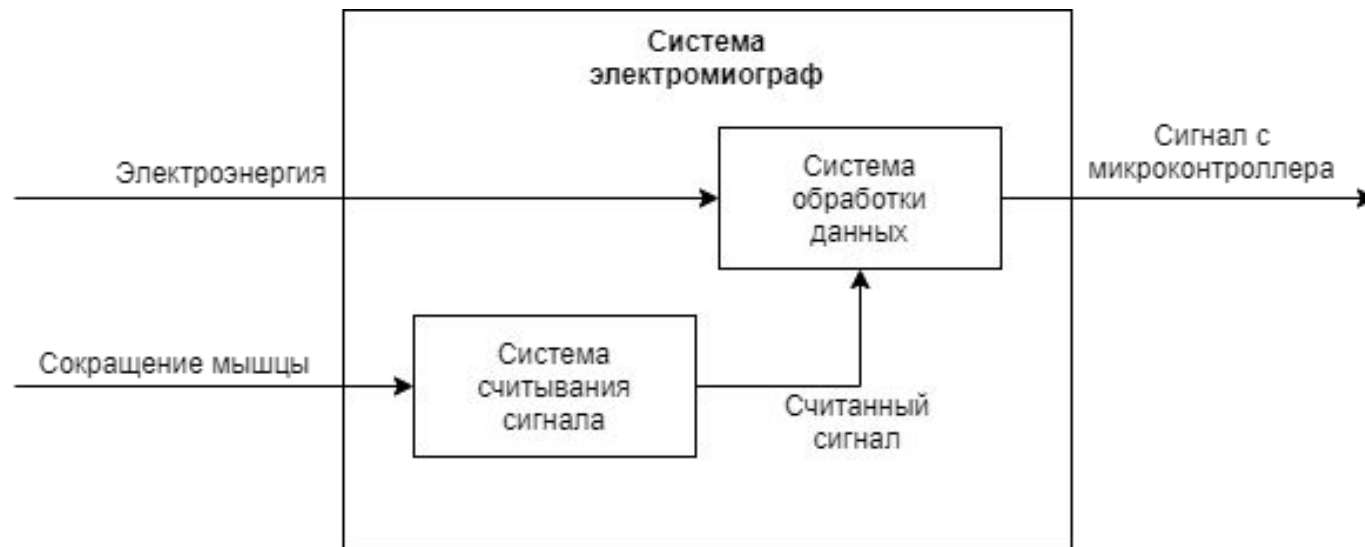 Система
электромиограф
Электроэнергия
Система
обработки
данных
Сигнал с
микроконтроллера
Сокращение мышцы
Система
считывания
сигнала
Считанный
сигнал